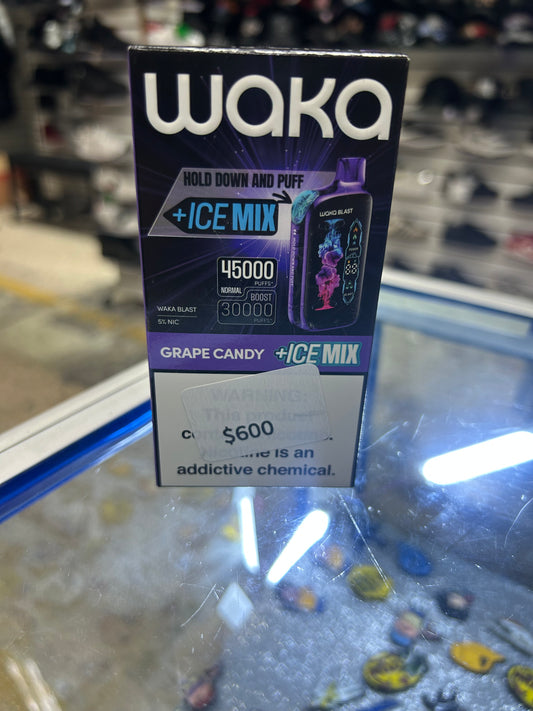 waka
HOLD DOWN AND PUFF
+ICE MIX
WAKA BLAST
45000
PUFFS*
NORMAL
BOOST
30000
PUFFS*
WAKA BLAST
5% NIC
GRAPE CANDY +ICE MIX
WARNING:
This product
$600
Nicotine is an
addictive chemical.